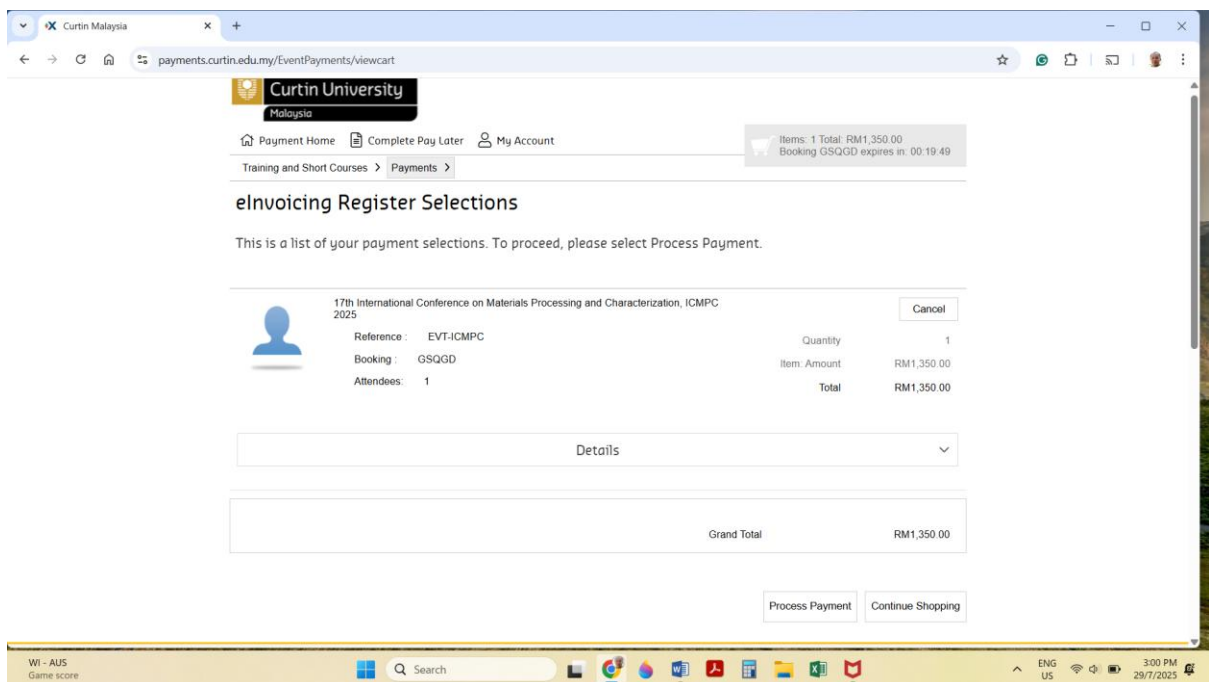 Curtin Malaysia
payments.curtin.edu.my/EventPayments/viewcart
Curtin University
Malaysia
Payment Home Complete Pay Later My Account
Items: 1 Total: RM1,350.00
Booking GSQGD expires in: 00:19:49
Training and Short Courses > Payments >
eInvoicing Register Selections
This is a list of your payment selections. To proceed, please select Process Payment.
17th International Conference on Materials Processing and Characterization, ICMPC
2025
Cancel
Reference : EVT-ICMPC
Quantity 1
Booking : GSQGD
Item: Amount RM1,350.00
Attendees: 1
Total RM1,350.00
Details
Grand Total RM1,350.00
Process Payment Continue Shopping
WI - AUS
Game score
Search
ENG
US
3:00 PM
29/7/2025